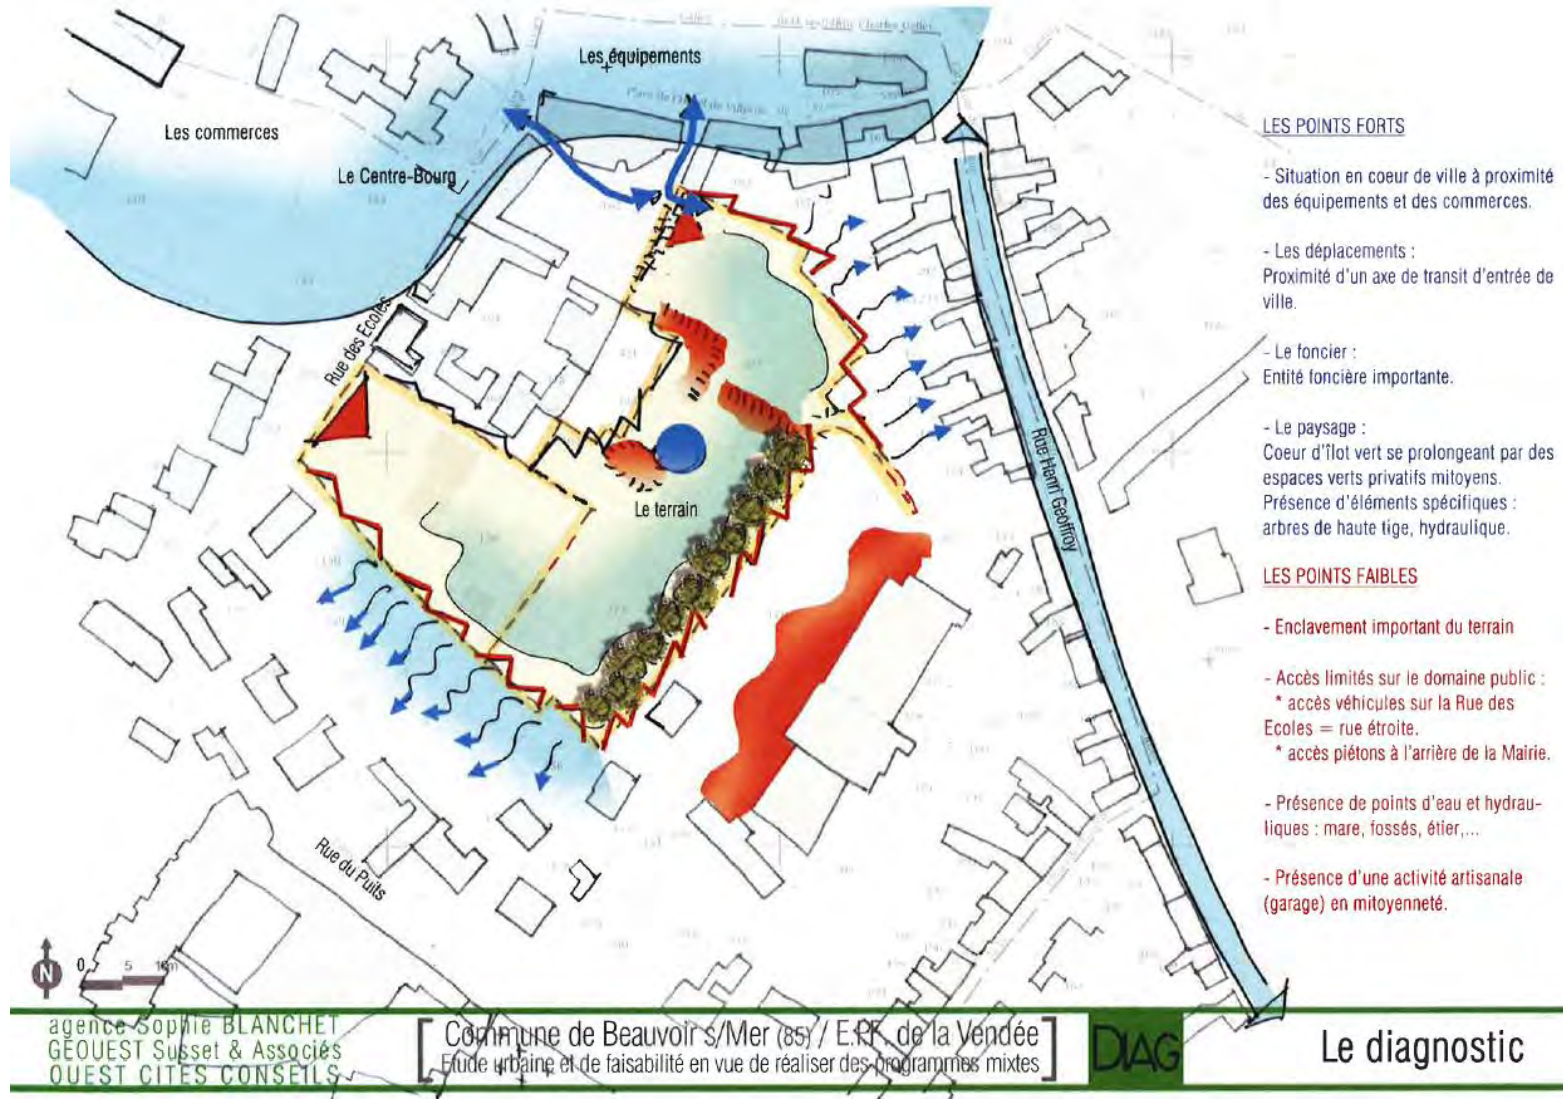 Les équipements
Les commerces
Le Centre-Bourg
Rue des Ecoles
Le terrain
Rue Henri Geoffroy
Rue du Puits
LES POINTS FORTS
- Situation en coeur de ville à proximité
des équipements et des commerces.
- Les déplacements :
Proximité d'un axe de transit d'entrée de
ville.
- Le foncier :
Entité foncière importante.
- Le paysage :
Coeur d'îlot vert se prolongeant par des
espaces verts privatifs mitoyens.
Présence d'éléments spécifiques :
arbres de haute tige, hydraulique.
LES POINTS FAIBLES
- Enclavement important du terrain
- Accès limités sur le domaine public :
* accès véhicules sur la Rue des
Ecoles = rue étroite.
* accès piétons à l'arrière de la Mairie.
- Présence de points d'eau et hydrau-
liques : mare, fossés, étier,...
- Présence d'une activité artisanale
(garage) en mitoyenneté.
N
0 5 10m
agence Sophie BLANCHET
GEOUEST Susset & Associés
OUEST CITES CONSEILS
Commune de Beauvoir s/Mer (85) / E.P.F. de la Vendée
Etude urbaine et de faisabilité en vue de réaliser des programmes mixtes
DIAG
Le diagnostic